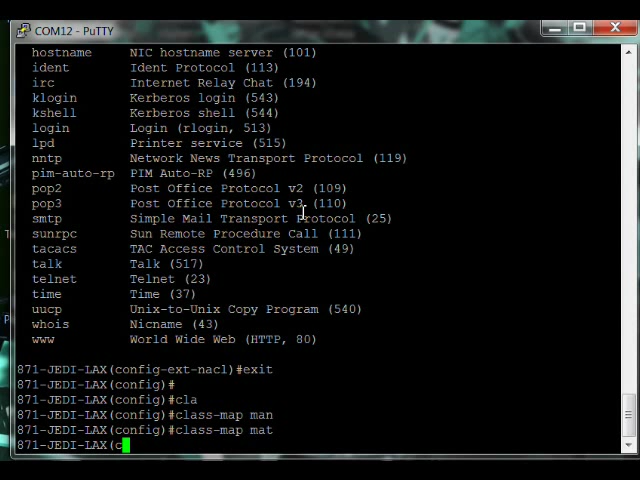 COM12 - PuTTY
hostname NIC hostname server (101)
ident Ident Protocol (113)
irc Internet Relay Chat (194)
klogin Kerberos login (543)
kshell Kerberos shell (544)
login Login (rlogin, 513)
lpd Printer service (515)
nntp Network News Transport Protocol (119)
pim-auto-rp PIM Auto-RP (496)
pop2 Post Office Protocol v2 (109)
pop3 Post Office Protocol v3 (110)
smtp Simple Mail Transport Protocol (25)
sunrpc Sun Remote Procedure Call (111)
tacacs TAC Access Control System (49)
talk Talk (517)
telnet Telnet (23)
time Time (37)
uucp Unix-to-Unix Copy Program (540)
whois Nicname (43)
www World Wide Web (HTTP, 80)
871-JEDI-LAX(config-ext-nacl)#exit
871-JEDI-LAX(config)#
871-JEDI-LAX(config)#cla
871-JEDI-LAX(config)#class-map man
871-JEDI-LAX(config)#class-map mat
871-JEDI-LAX(c